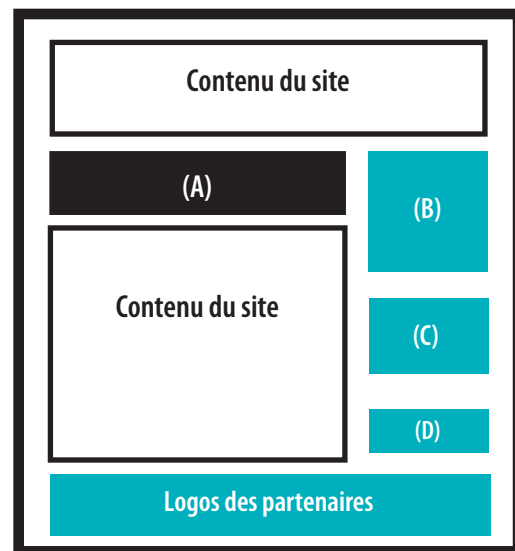 Contenu du site
(A)
(B)
Contenu du site
(C)
(D)
Logos des partenaires